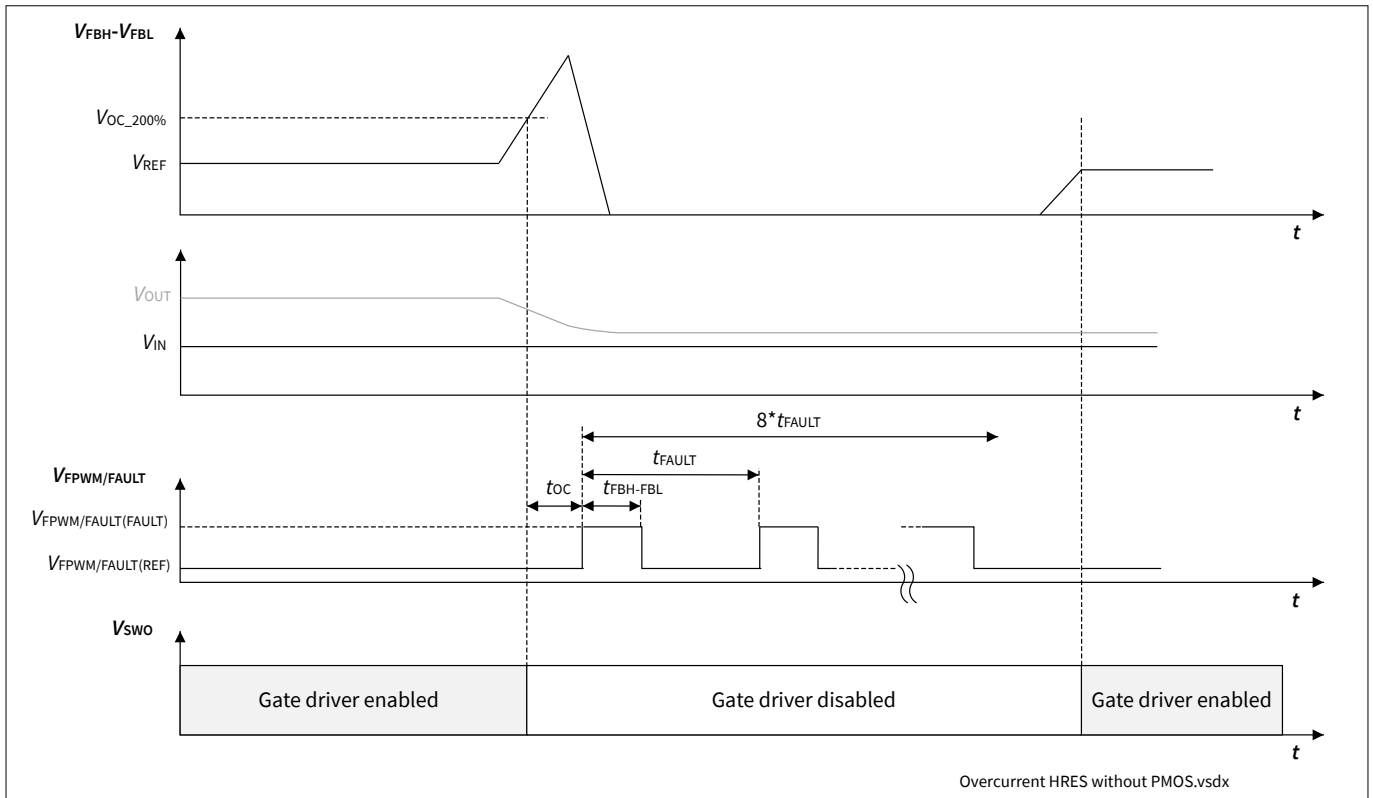 VFBH-VFBL
VOC_200%
VREF
t
VOUT
VIN
t
8*tFAULT
tFAULT
VFPWM/FAULT
tOC
tFBH-FBL
VFPWM/FAULT(FAULT)
VFPWM/FAULT(REF)
t
VSWO
Gate driver enabled
Gate driver disabled
Gate driver enabled
t
Overcurrent HRES without PMOS.vsdx